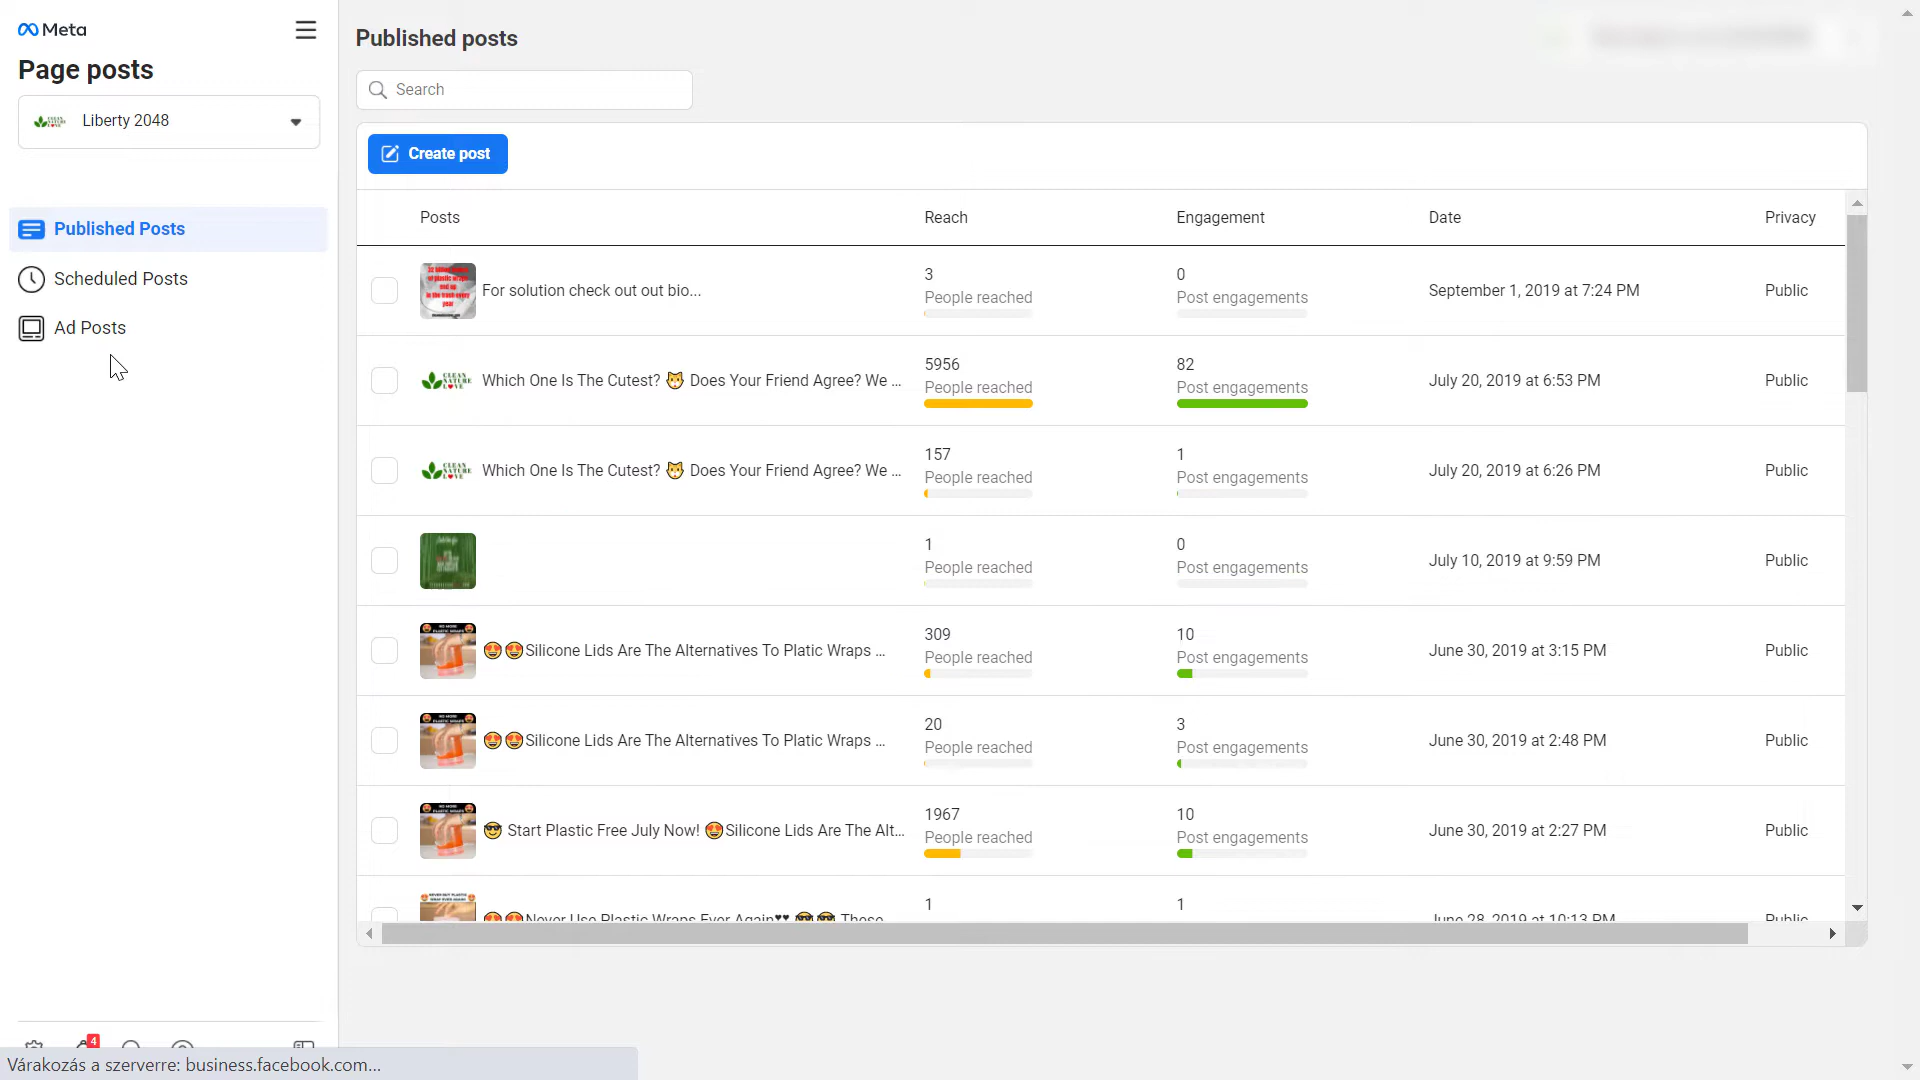 Meta
Page posts
Liberty 2048
Published Posts
Scheduled Posts
Ad Posts
4
Várakozás a szerverre: business.facebook.com...
Published posts
Search
Create post
Posts Reach Engagement Date Privacy
For solution check out out bio... 3 People reached 0 Post engagements September 1, 2019 at 7:24 PM Public
CLEAN NATURE LOVE Which One Is The Cutest? 🐱 Does Your Friend Agree? We ... 5956 People reached 82 Post engagements July 20, 2019 at 6:53 PM Public
CLEAN NATURE LOVE Which One Is The Cutest? 🐱 Does Your Friend Agree? We ... 157 People reached 1 Post engagements July 20, 2019 at 6:26 PM Public
1 People reached 0 Post engagements July 10, 2019 at 9:59 PM Public
😍😍Silicone Lids Are The Alternatives To Platic Wraps ... 309 People reached 10 Post engagements June 30, 2019 at 3:15 PM Public
😍😍Silicone Lids Are The Alternatives To Platic Wraps ... 20 People reached 3 Post engagements June 30, 2019 at 2:48 PM Public
😎 Start Plastic Free July Now! 😍Silicone Lids Are The Alt... 1967 People reached 10 Post engagements June 30, 2019 at 2:27 PM Public
😍😍Never Use Plastic Wraps Ever Again♥♥ 😎😎 These 1 1 June 28, 2019 at 10:13 PM Public